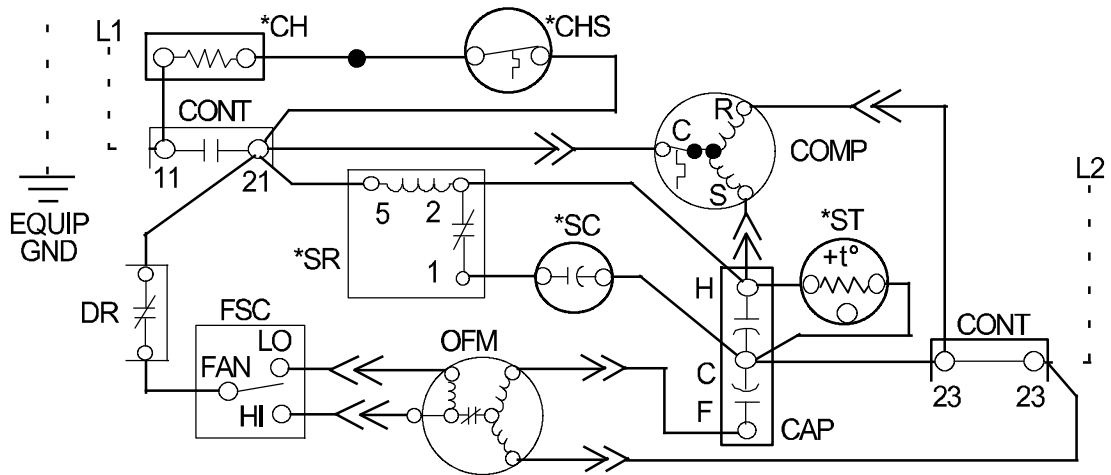 L1
*CH
*CHS
CONT
11
21
R
C
S
COMP
L2
EQUIP
GND
5
2
1
*SR
*SC
*ST
+t°
H
DR
FSC
LO
FAN
HI
OFM
C
F
CAP
CONT
23
23